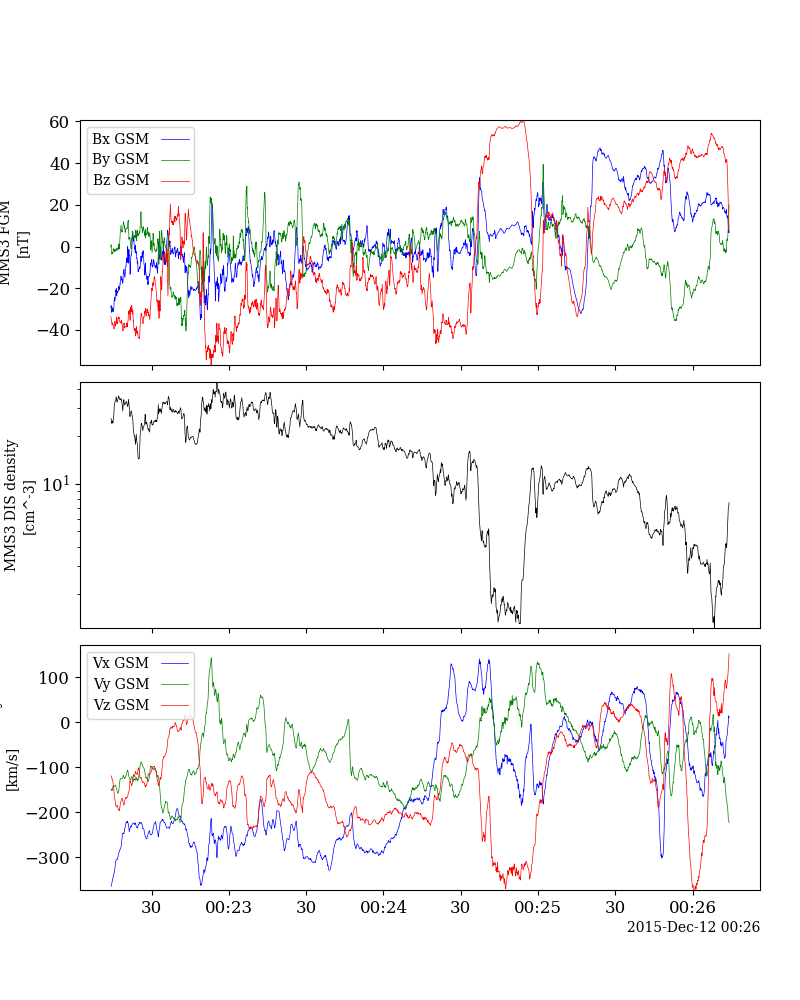 60
40
20
0
−20
−40
MMS3 FGM
[nT]
Bx GSM
By GSM
Bz GSM
10¹
MMS3 DIS density
[cm^-3]
100
0
−100
−200
−300
[km/s]
Vx GSM
Vy GSM
Vz GSM
30 00:23 30 00:24 30 00:25 30 00:26
2015-Dec-12 00:26